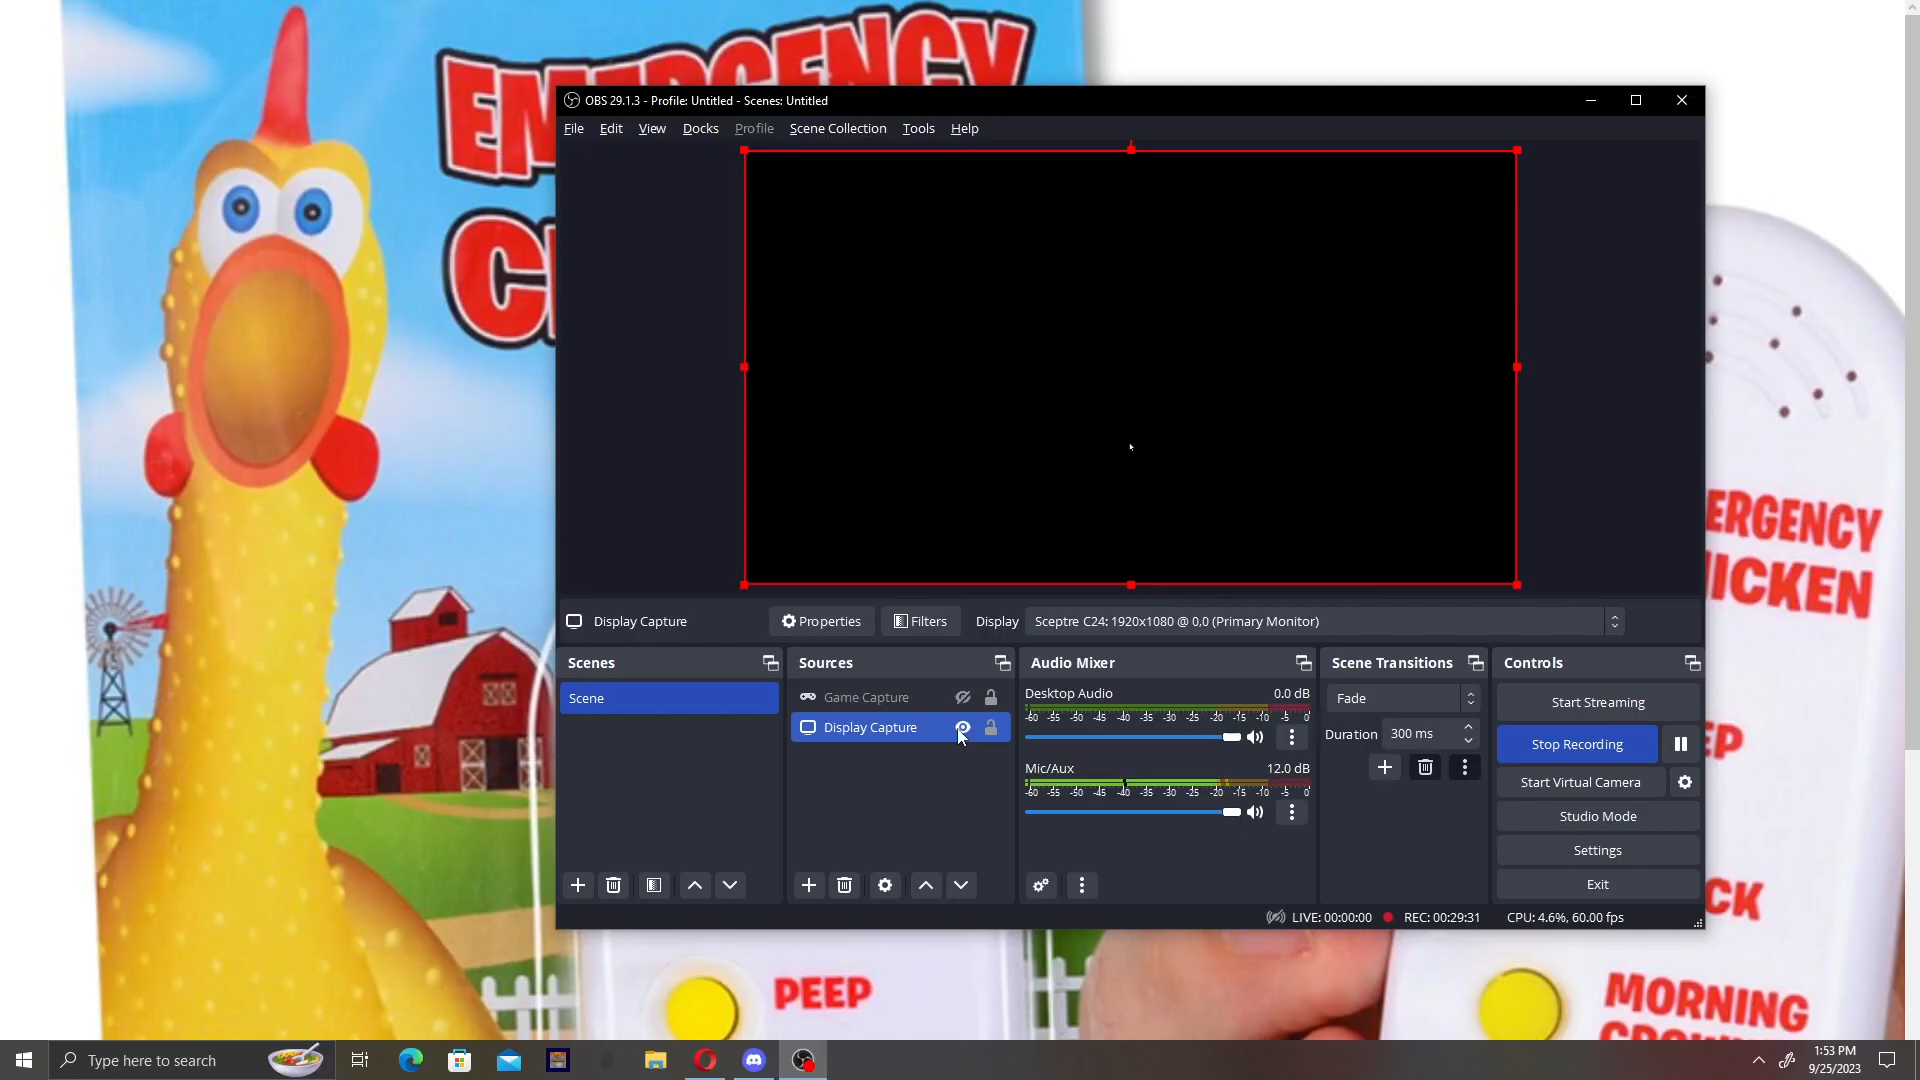 EMERGENCY
OBS 29.1.3 - Profile: Untitled - Scenes: Untitled
File Edit View Docks Profile Scene Collection Tools Help
C
ERGENCY
ICKEN
Display Capture Properties Filters Display Sceptre C24: 1920x1080 @ 0,0 (Primary Monitor)
Scenes
Scene
Sources
Game Capture
Display Capture
Audio Mixer
Desktop Audio 0.0 dB
-60 -55 -50 -45 -40 -35 -30 -25 -20 -15 -10 -5 0
Mic/Aux 12.0 dB
-60 -55 -50 -45 -40 -35 -30 -25 -20 -15 -10 -5 0
Scene Transitions
Fade
Duration 300 ms
Controls
Start Streaming
Stop Recording
Start Virtual Camera
Studio Mode
Settings
Exit
EP
CK
LIVE: 00:00:00 REC: 00:29:31 CPU: 4.6%, 60.00 fps
PEEP
MORNING
Type here to search
1:53 PM
9/25/2023